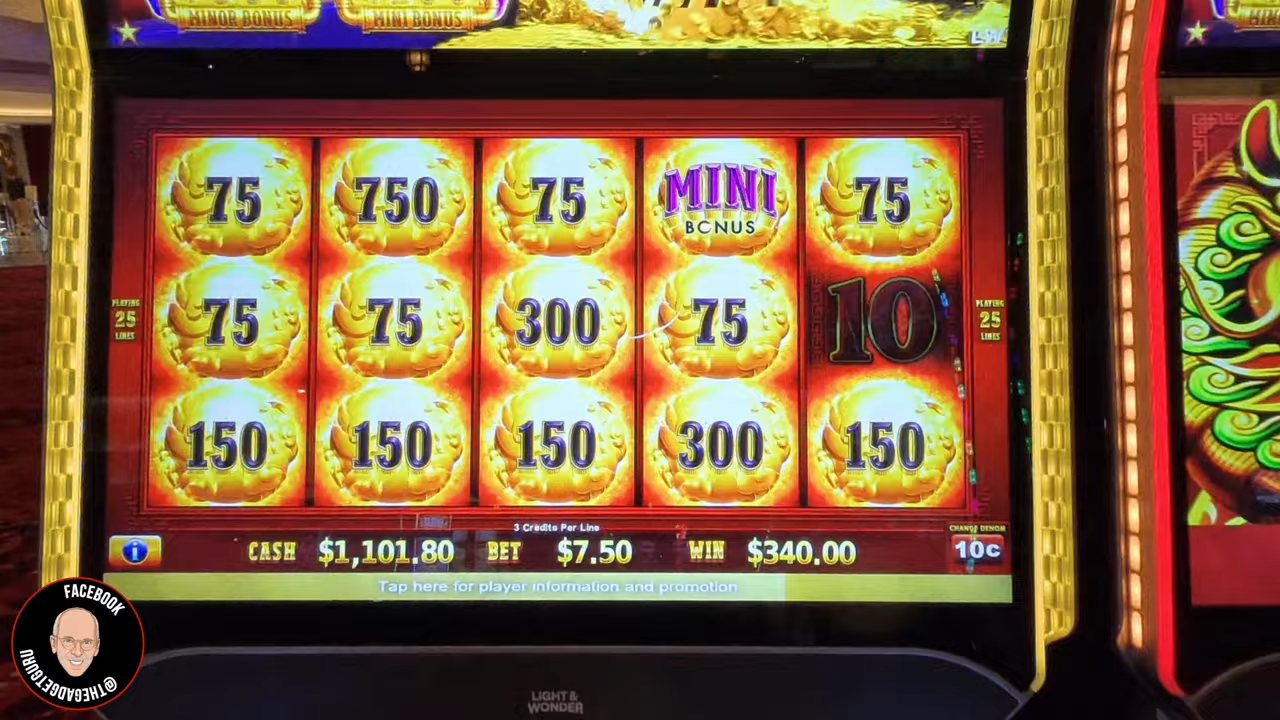 MINOR BONUS
MINI BONUS
75
750
75
MINI
BONUS
75
75
75
300
75
10
150
150
150
300
150
PLAYING
25
LINES
PLAYING
25
LINES
3 Credits Per Line
CHANGE DENOM
CASH $1,101.80 BET $7.50 WIN $340.00
10¢
Tap here for player information and promotion
FACEBOOK
@THEGADGETGURU
LIGHT &
WONDER